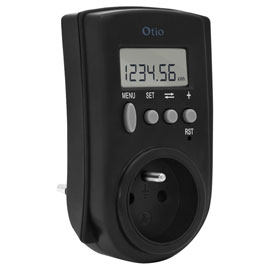 Otio
1234.56
MENU SET ⇄ +
RST